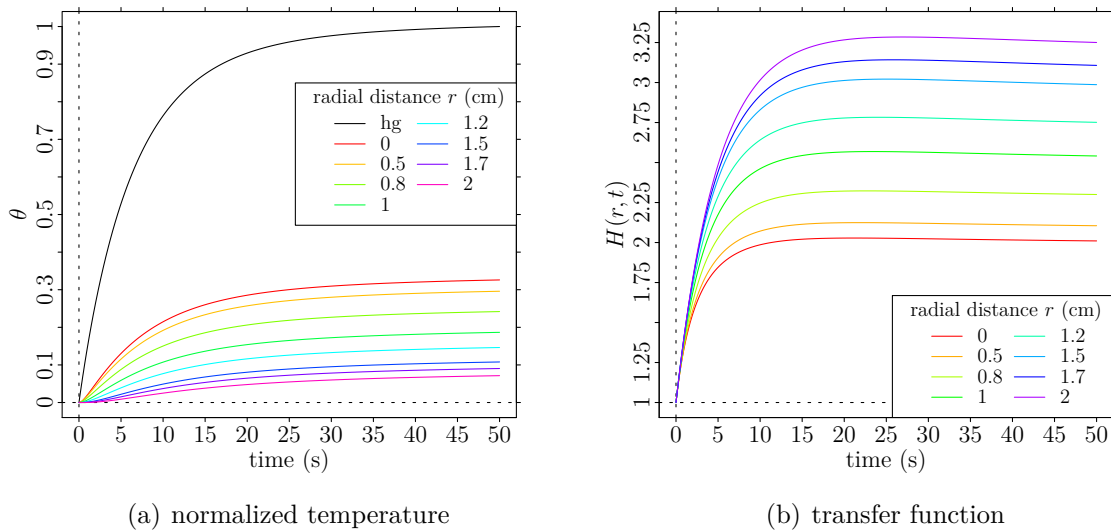 θ
1
0.9
0.7
0.5
0.3
0.1
0
0 5 10 15 20 25 30 35 40 45 50
time (s)
radial distance r (cm)
hg 1.2
0 1.5
0.5 1.7
0.8 2
1
(a) normalized temperature
H(r, t)
3.25
3
2.75
2.25
2
1.75
1.25
1
0 5 10 15 20 25 30 35 40 45 50
time (s)
radial distance r (cm)
0 1.2
0.5 1.5
0.8 1.7
1 2
(b) transfer function